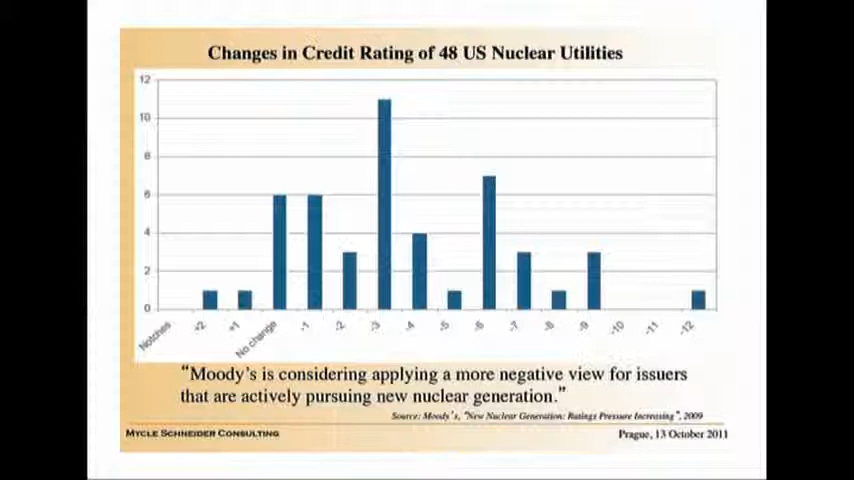 Changes in Credit Rating of 48 US Nuclear Utilities
12
10
8
6
4
2
0
Notches +2 +1 No change -1 -2 -3 -4 -5 -6 -7 -8 -9 -10 -11 -12
“Moody’s is considering applying a more negative view for issuers
that are actively pursuing new nuclear generation.”
Source: Moody’s, “New Nuclear Generation: Ratings Pressure Increasing”, 2009
MYCLE SCHNEIDER CONSULTING
Prague, 13 October 2011